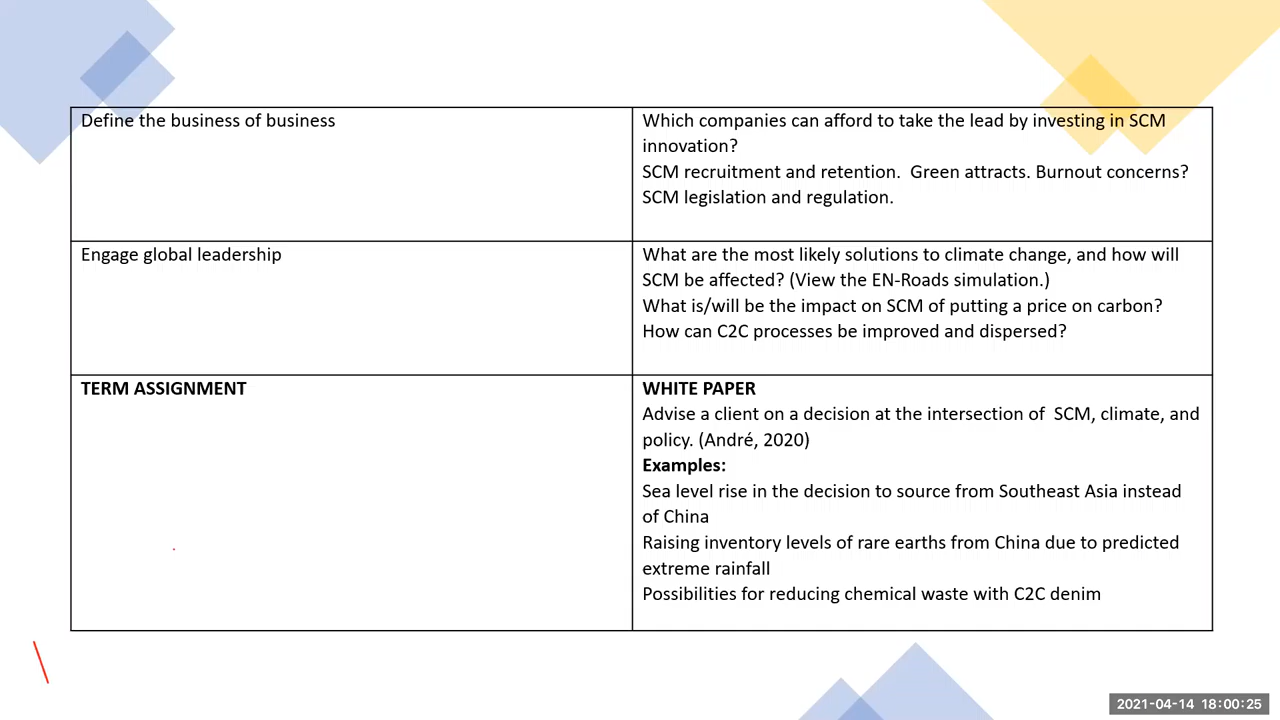 Define the business of business
Which companies can afford to take the lead by investing in SCM
innovation?
SCM recruitment and retention.  Green attracts. Burnout concerns?
SCM legislation and regulation.
Engage global leadership
What are the most likely solutions to climate change, and how will
SCM be affected? (View the EN-Roads simulation.)
What is/will be the impact on SCM of putting a price on carbon?
How can C2C processes be improved and dispersed?
TERM ASSIGNMENT
WHITE PAPER
Advise a client on a decision at the intersection of  SCM, climate, and
policy. (André, 2020)
Examples:
Sea level rise in the decision to source from Southeast Asia instead
of China
Raising inventory levels of rare earths from China due to predicted
extreme rainfall
Possibilities for reducing chemical waste with C2C denim
2021-04-14  18:00:25